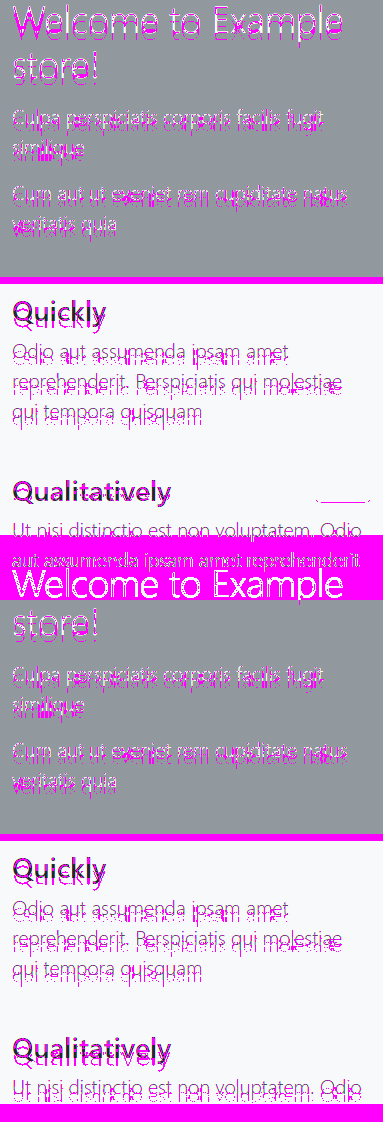 Welcome to Example
store!
Culpa perspiciatis corporis facilis fugit
similique
Cum aut ut eveniet rem cupiditate natus
veritatis quia
Quickly
Odio aut assumenda ipsam amet
reprehenderit. Perspiciatis qui molestiae
qui tempora quisquam
Qualitatively
Ut nisi distinctio est non voluptatem. Odio
aut assumenda ipsam amet reprehenderit.
Welcome to Example
store!
Culpa perspiciatis corporis facilis fugit
similique
Cum aut ut eveniet rem cupiditate natus
veritatis quia
Quickly
Odio aut assumenda ipsam amet
reprehenderit. Perspiciatis qui molestiae
qui tempora quisquam
Qualitatively
Ut nisi distinctio est non voluptatem. Odio